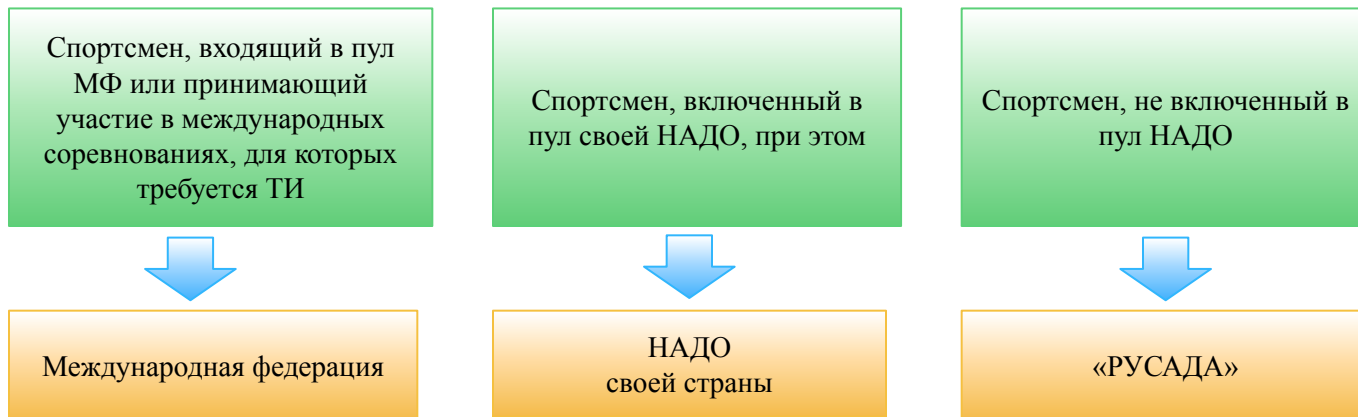 Спортсмен, входящий в пул
МФ или принимающий
участие в международных
соревнованиях, для которых
требуется ТИ
Спортсмен, включенный в
пул своей НАДО, при этом
Спортсмен, не включенный в
пул НАДО
Международная федерация
НАДО
своей страны
«РУСАДА»